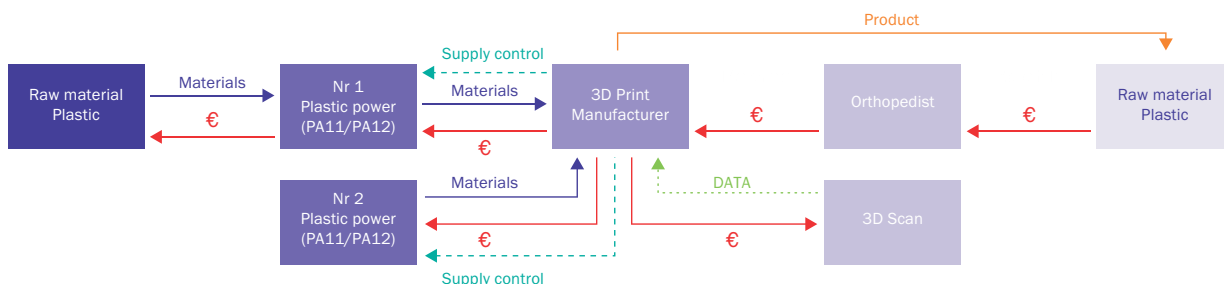 Product
Supply control
Raw material
Plastic
Materials
€
Nr 1
Plastic power
(PA11/PA12)
Materials
€
3D Print
Manufacturer
€
Orthopedist
€
Raw material
Plastic
Nr 2
Plastic power
(PA11/PA12)
Materials
€
Supply control
DATA
€
3D Scan